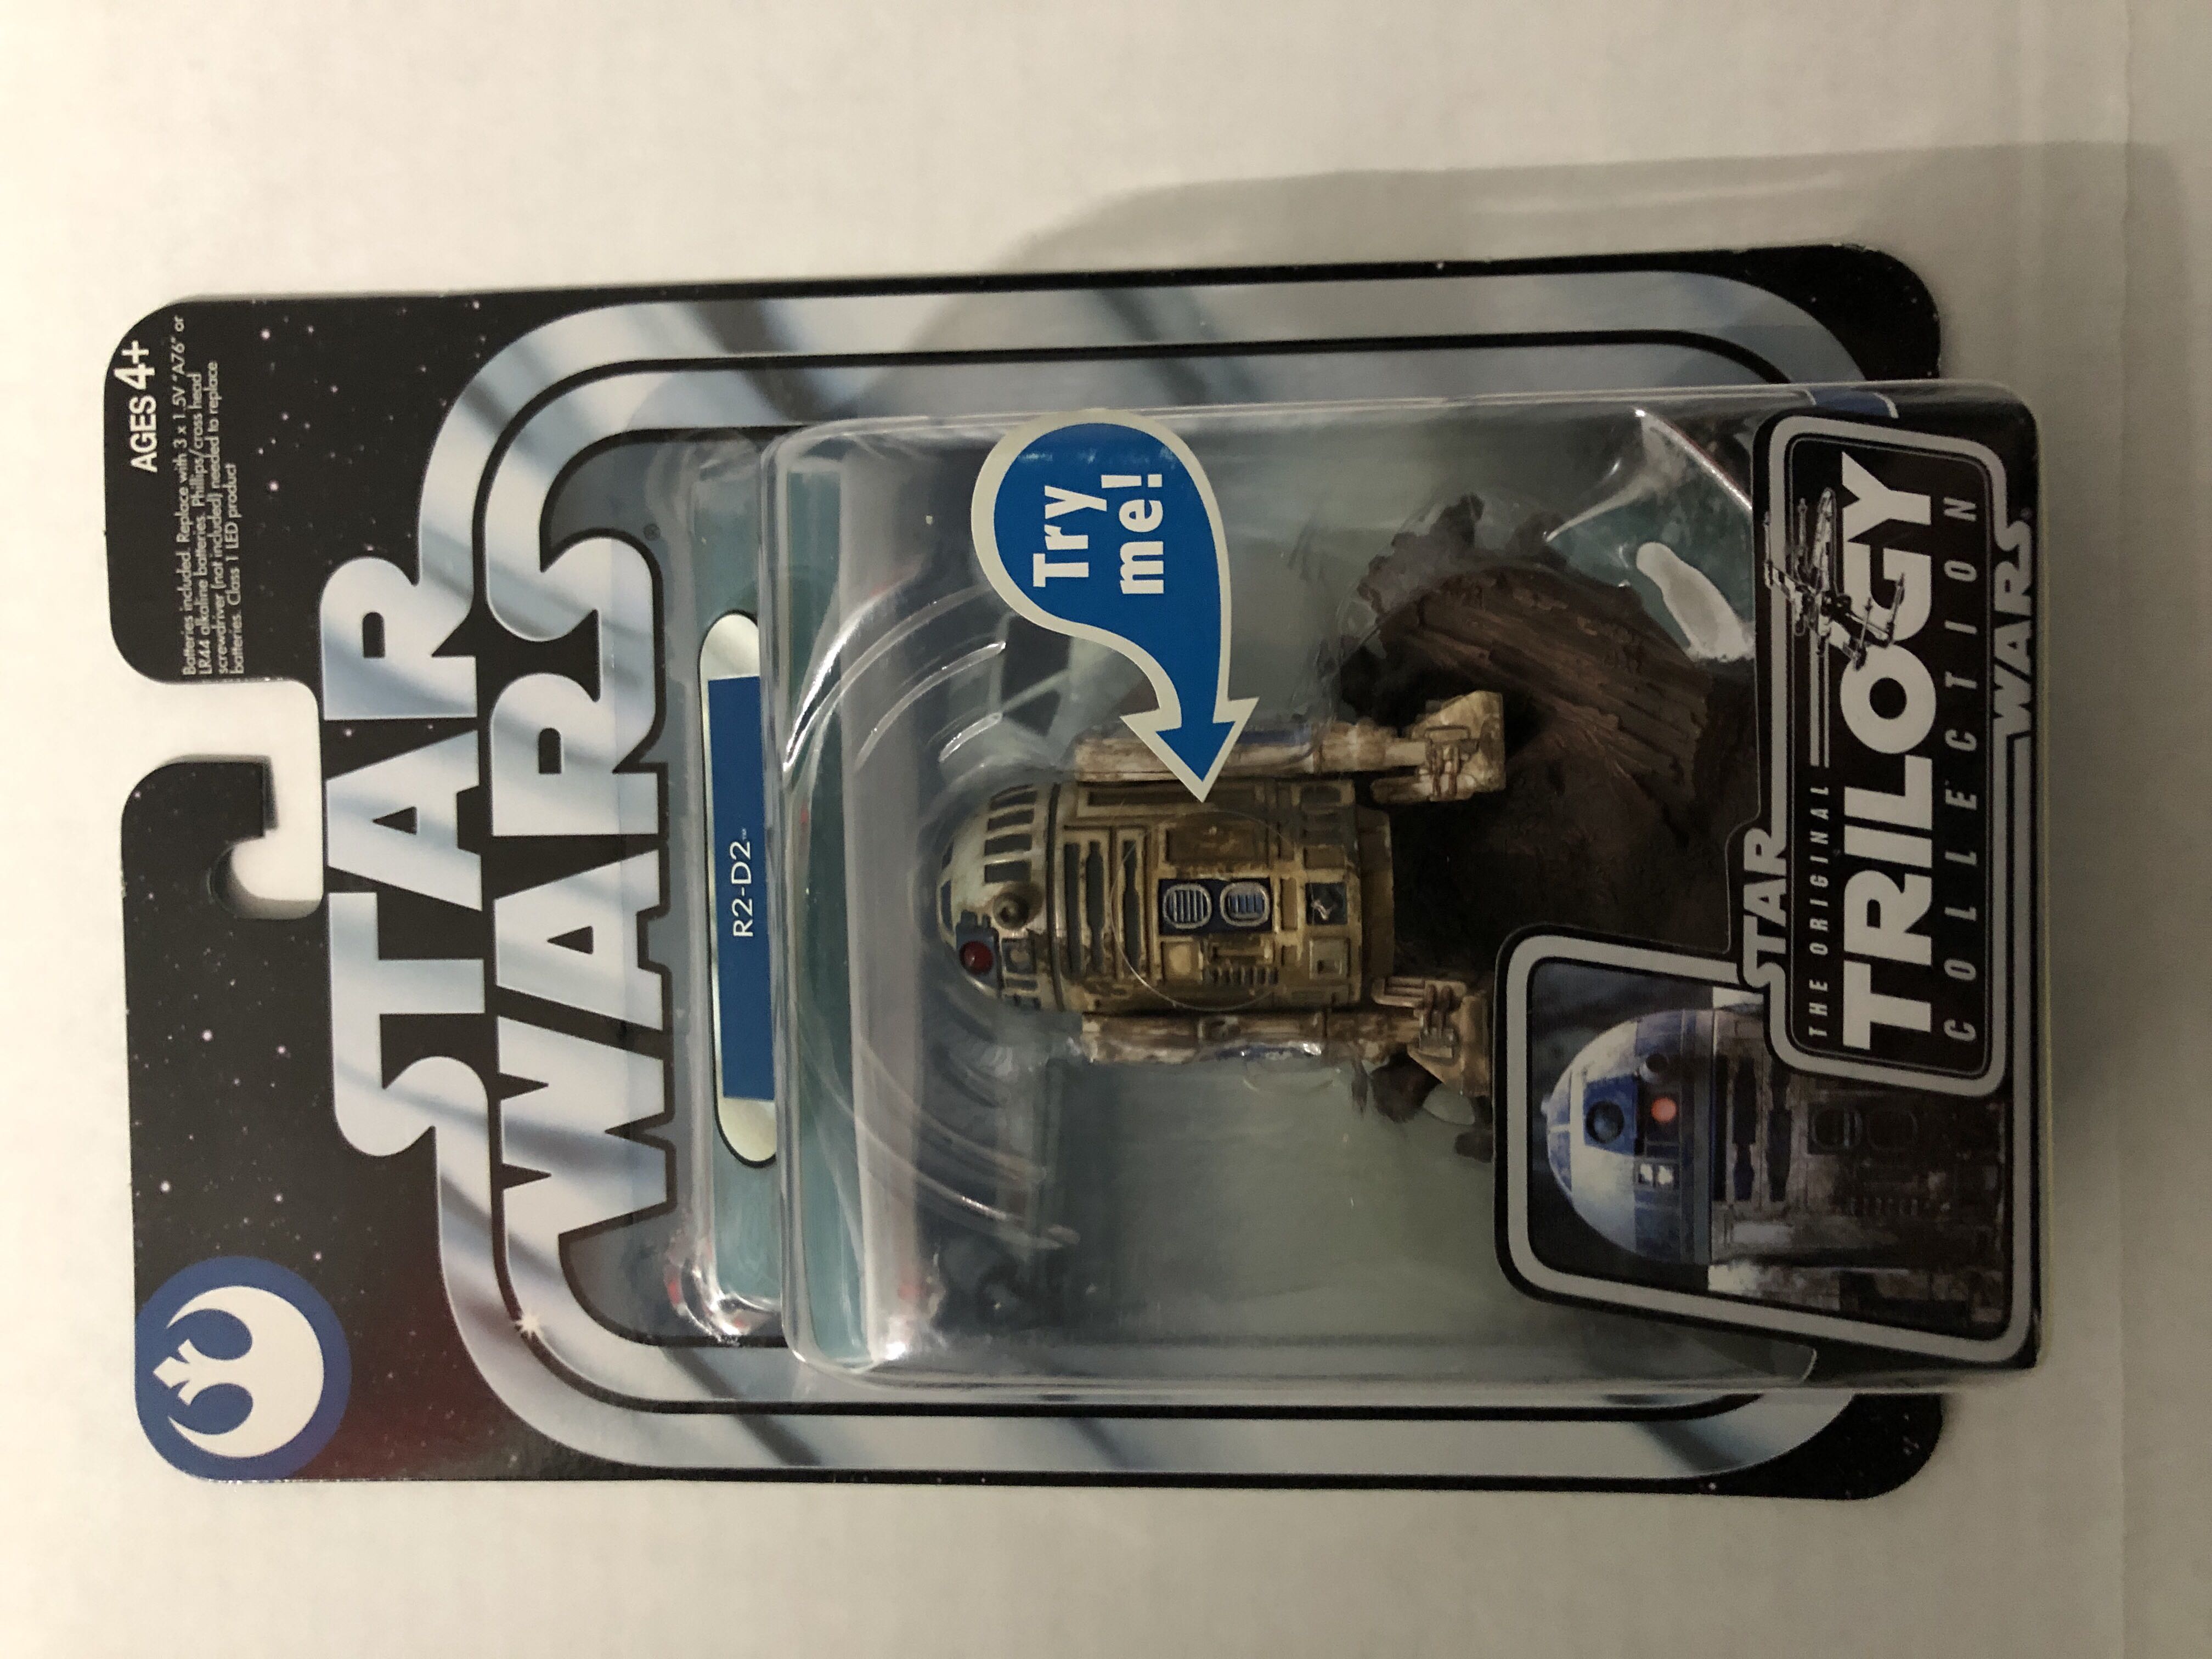 AGES 4+
Batteries included. Replace with 3 x 1.5V "A76" or
LR44 alkaline batteries. Phillips/cross head
screwdriver (not included) needed to replace
batteries. Class 1 LED product
STAR
WARS®
R2-D2™
Try
me!
STAR
THE ORIGINAL
TRILOGY
COLLECTION
WARS®